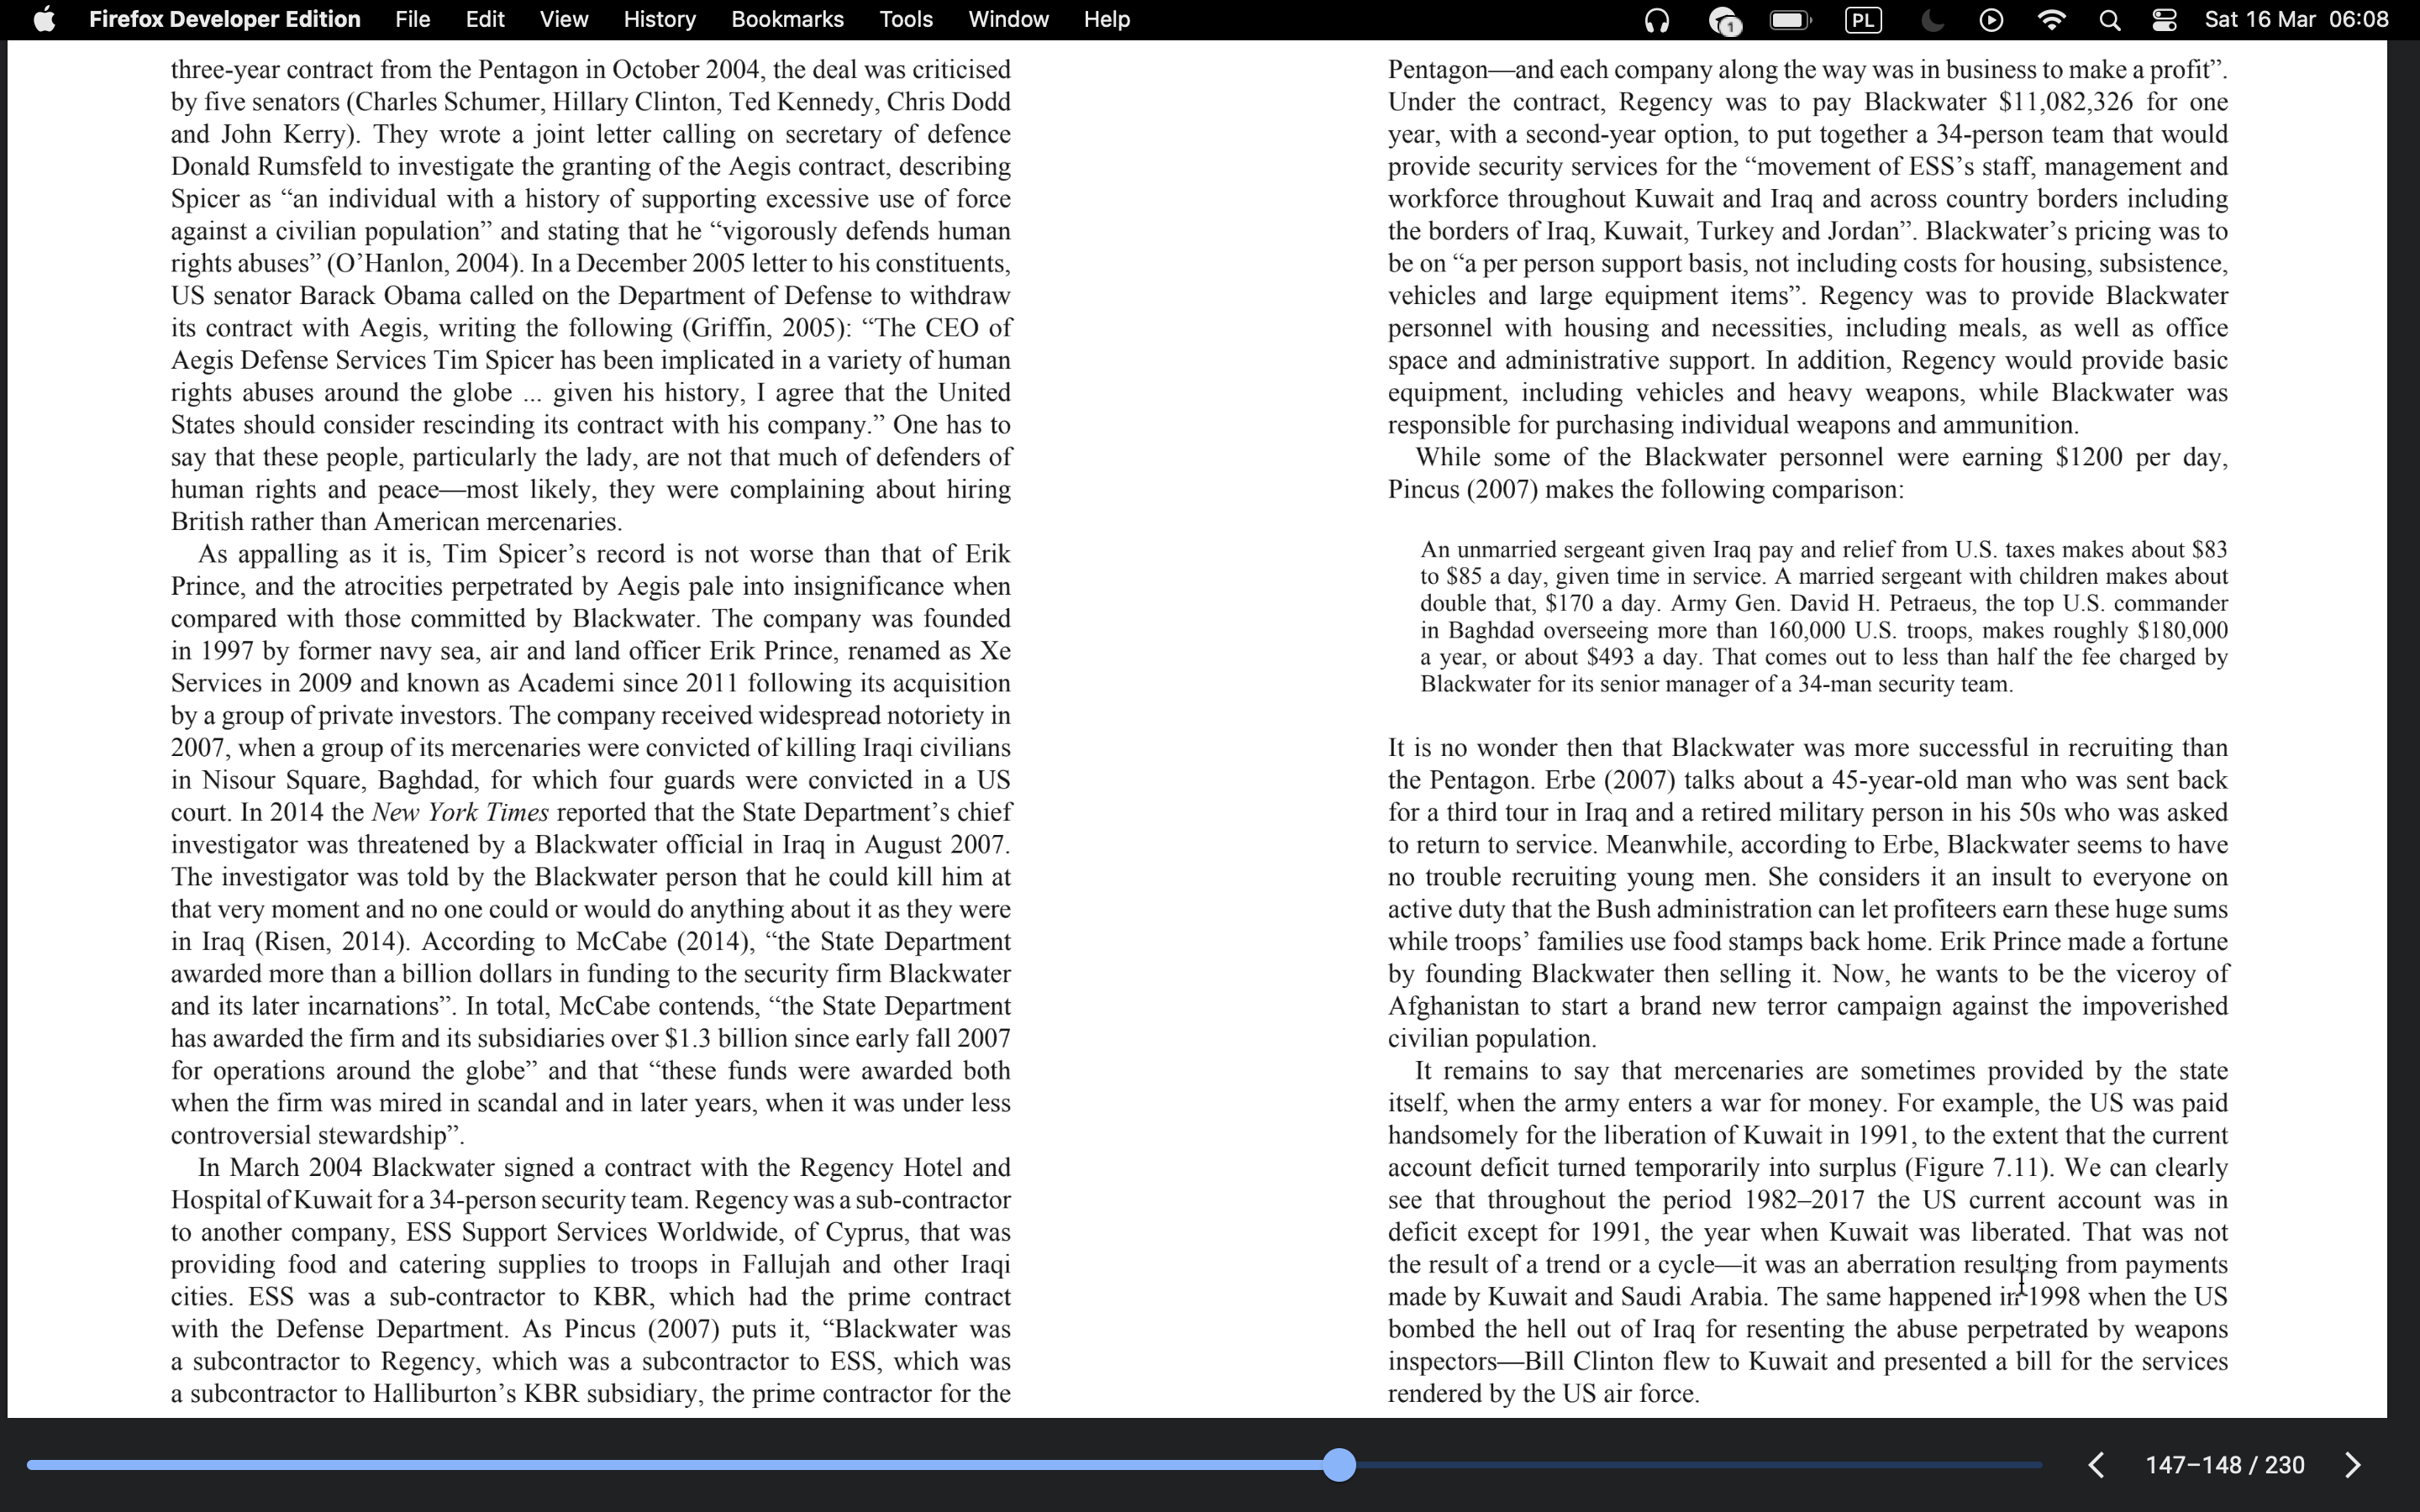 Firefox Developer Edition File Edit View History Bookmarks Tools Window Help 1 PL Sat 16 Mar 06:08
three-year contract from the Pentagon in October 2004, the deal was criticised
by five senators (Charles Schumer, Hillary Clinton, Ted Kennedy, Chris Dodd
and John Kerry). They wrote a joint letter calling on secretary of defence
Donald Rumsfeld to investigate the granting of the Aegis contract, describing
Spicer as “an individual with a history of supporting excessive use of force
against a civilian population” and stating that he “vigorously defends human
rights abuses” (O’Hanlon, 2004). In a December 2005 letter to his constituents,
US senator Barack Obama called on the Department of Defense to withdraw
its contract with Aegis, writing the following (Griffin, 2005): “The CEO of
Aegis Defense Services Tim Spicer has been implicated in a variety of human
rights abuses around the globe ... given his history, I agree that the United
States should consider rescinding its contract with his company.” One has to
say that these people, particularly the lady, are not that much of defenders of
human rights and peace—most likely, they were complaining about hiring
British rather than American mercenaries.
As appalling as it is, Tim Spicer’s record is not worse than that of Erik
Prince, and the atrocities perpetrated by Aegis pale into insignificance when
compared with those committed by Blackwater. The company was founded
in 1997 by former navy sea, air and land officer Erik Prince, renamed as Xe
Services in 2009 and known as Academi since 2011 following its acquisition
by a group of private investors. The company received widespread notoriety in
2007, when a group of its mercenaries were convicted of killing Iraqi civilians
in Nisour Square, Baghdad, for which four guards were convicted in a US
court. In 2014 the New York Times reported that the State Department’s chief
investigator was threatened by a Blackwater official in Iraq in August 2007.
The investigator was told by the Blackwater person that he could kill him at
that very moment and no one could or would do anything about it as they were
in Iraq (Risen, 2014). According to McCabe (2014), “the State Department
awarded more than a billion dollars in funding to the security firm Blackwater
and its later incarnations”. In total, McCabe contends, “the State Department
has awarded the firm and its subsidiaries over $1.3 billion since early fall 2007
for operations around the globe” and that “these funds were awarded both
when the firm was mired in scandal and in later years, when it was under less
controversial stewardship”.
In March 2004 Blackwater signed a contract with the Regency Hotel and
Hospital of Kuwait for a 34-person security team. Regency was a sub-contractor
to another company, ESS Support Services Worldwide, of Cyprus, that was
providing food and catering supplies to troops in Fallujah and other Iraqi
cities. ESS was a sub-contractor to KBR, which had the prime contract
with the Defense Department. As Pincus (2007) puts it, “Blackwater was
a subcontractor to Regency, which was a subcontractor to ESS, which was
a subcontractor to Halliburton’s KBR subsidiary, the prime contractor for the
Pentagon—and each company along the way was in business to make a profit”.
Under the contract, Regency was to pay Blackwater $11,082,326 for one
year, with a second-year option, to put together a 34-person team that would
provide security services for the “movement of ESS’s staff, management and
workforce throughout Kuwait and Iraq and across country borders including
the borders of Iraq, Kuwait, Turkey and Jordan”. Blackwater’s pricing was to
be on “a per person support basis, not including costs for housing, subsistence,
vehicles and large equipment items”. Regency was to provide Blackwater
personnel with housing and necessities, including meals, as well as office
space and administrative support. In addition, Regency would provide basic
equipment, including vehicles and heavy weapons, while Blackwater was
responsible for purchasing individual weapons and ammunition.
While some of the Blackwater personnel were earning $1200 per day,
Pincus (2007) makes the following comparison:
An unmarried sergeant given Iraq pay and relief from U.S. taxes makes about $83
to $85 a day, given time in service. A married sergeant with children makes about
double that, $170 a day. Army Gen. David H. Petraeus, the top U.S. commander
in Baghdad overseeing more than 160,000 U.S. troops, makes roughly $180,000
a year, or about $493 a day. That comes out to less than half the fee charged by
Blackwater for its senior manager of a 34-man security team.
It is no wonder then that Blackwater was more successful in recruiting than
the Pentagon. Erbe (2007) talks about a 45-year-old man who was sent back
for a third tour in Iraq and a retired military person in his 50s who was asked
to return to service. Meanwhile, according to Erbe, Blackwater seems to have
no trouble recruiting young men. She considers it an insult to everyone on
active duty that the Bush administration can let profiteers earn these huge sums
while troops’ families use food stamps back home. Erik Prince made a fortune
by founding Blackwater then selling it. Now, he wants to be the viceroy of
Afghanistan to start a brand new terror campaign against the impoverished
civilian population.
It remains to say that mercenaries are sometimes provided by the state
itself, when the army enters a war for money. For example, the US was paid
handsomely for the liberation of Kuwait in 1991, to the extent that the current
account deficit turned temporarily into surplus (Figure 7.11). We can clearly
see that throughout the period 1982–2017 the US current account was in
deficit except for 1991, the year when Kuwait was liberated. That was not
the result of a trend or a cycle—it was an aberration resulting from payments
made by Kuwait and Saudi Arabia. The same happened in 1998 when the US
bombed the hell out of Iraq for resenting the abuse perpetrated by weapons
inspectors—Bill Clinton flew to Kuwait and presented a bill for the services
rendered by the US air force.
147–148 / 230